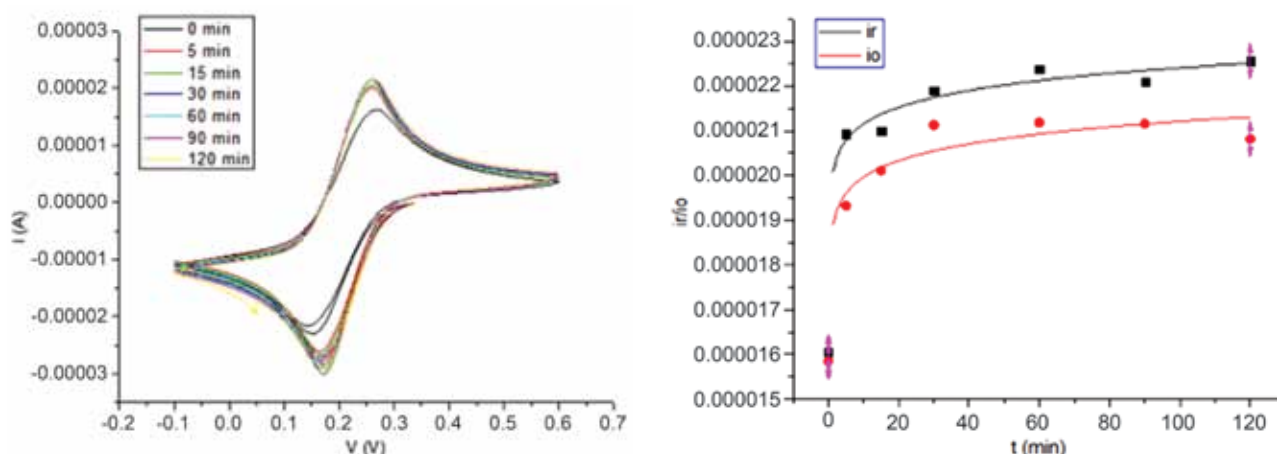 0.00003
0.00002
0.00001
0.00000
-0.00001
-0.00002
-0.00003
I (A)
0 min
5 min
15 min
30 min
60 min
90 min
120 min
-0.2
-0.1
0.0
0.1
0.2
0.3
0.4
0.5
0.6
0.7
V (V)
0.000023
0.000022
0.000021
0.000020
0.000019
0.000018
0.000017
0.000016
0.000015
ir/io
ir
io
0
20
40
60
80
100
120
t (min)